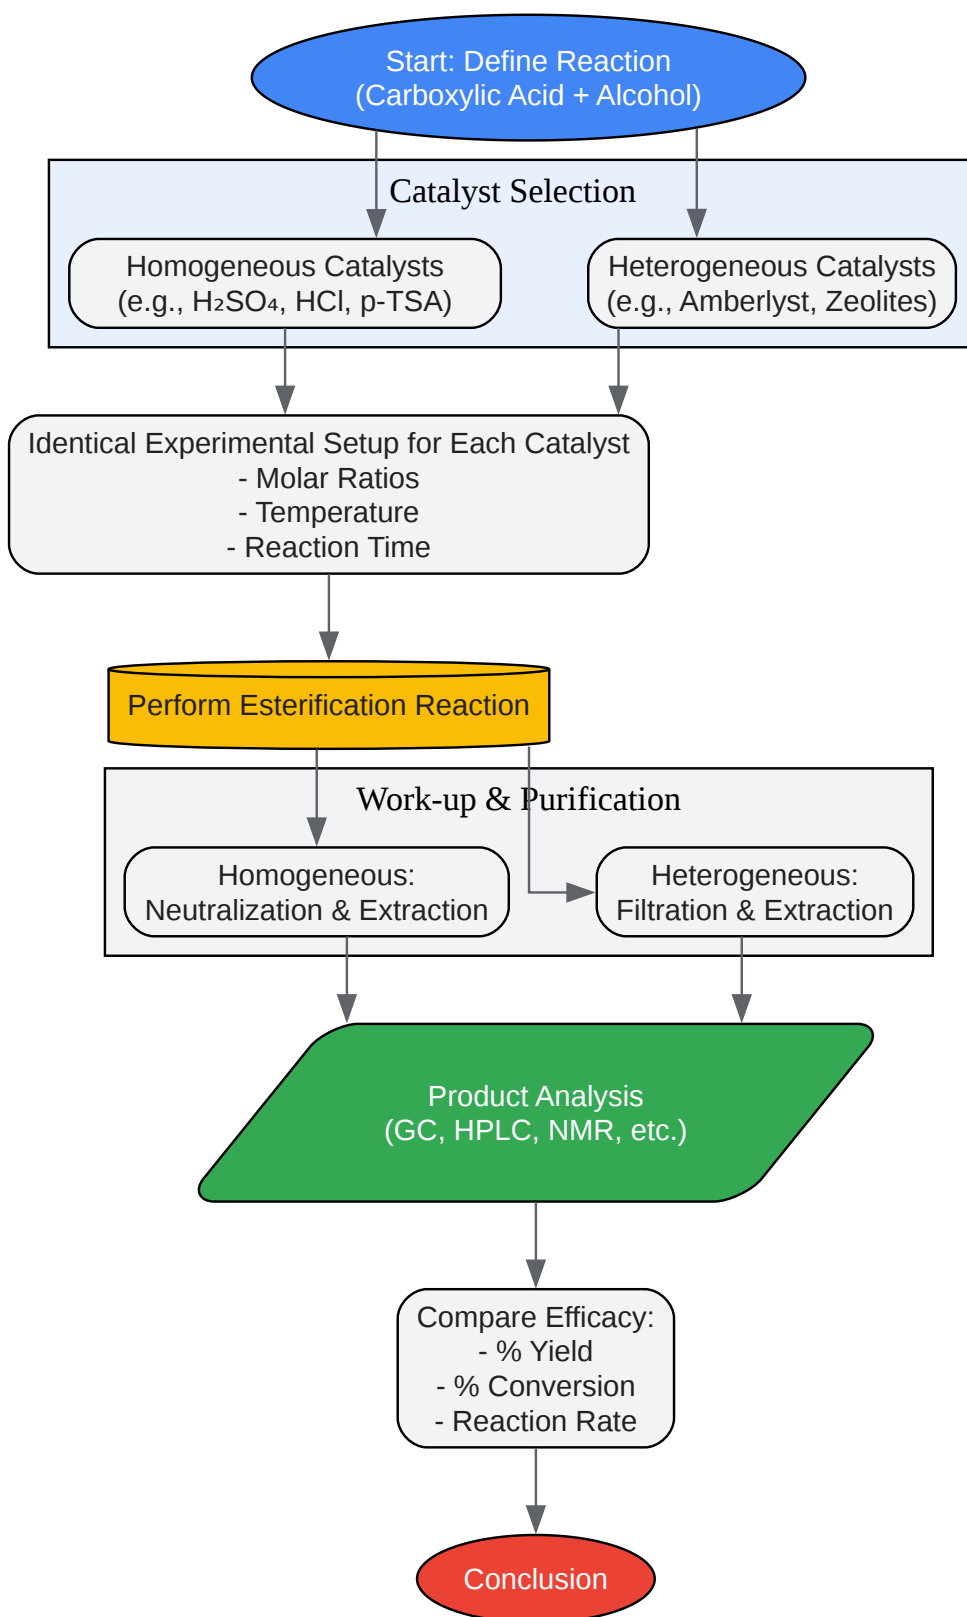 Start: Define Reaction
(Carboxylic Acid + Alcohol)
Catalyst Selection
Homogeneous Catalysts
(e.g., H₂SO₄, HCl, p-TSA)
Heterogeneous Catalysts
(e.g., Amberlyst, Zeolites)
Identical Experimental Setup for Each Catalyst
- Molar Ratios
- Temperature
- Reaction Time
Perform Esterification Reaction
Work-up & Purification
Homogeneous:
Neutralization & Extraction
Heterogeneous:
Filtration & Extraction
Product Analysis
(GC, HPLC, NMR, etc.)
Compare Efficacy:
- % Yield
- % Conversion
- Reaction Rate
Conclusion